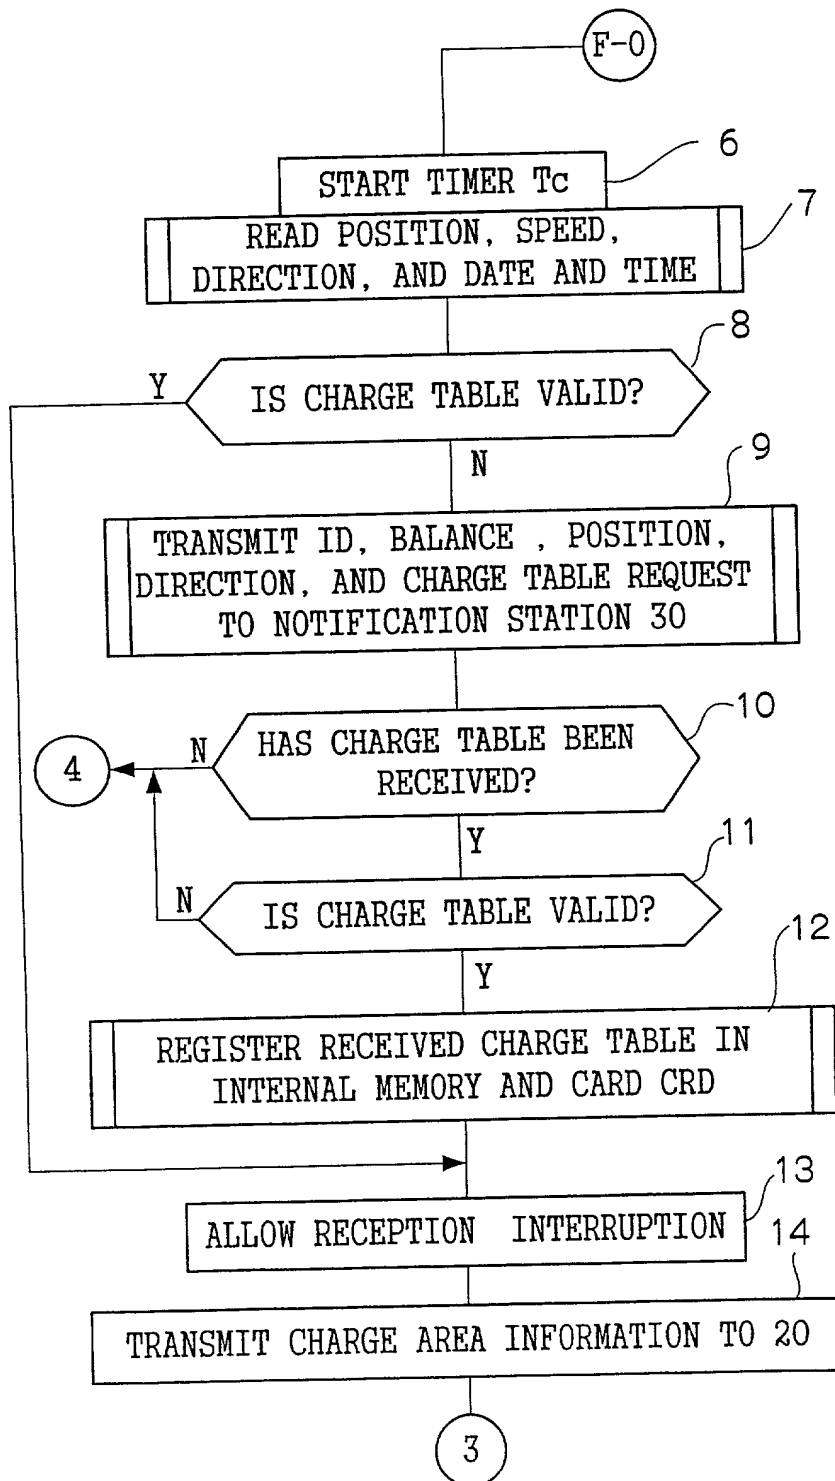 F-0
6
START TIMER Tc
7
READ POSITION, SPEED,
DIRECTION, AND DATE AND TIME
8
Y
IS CHARGE TABLE VALID?
N
9
TRANSMIT ID, BALANCE , POSITION,
DIRECTION, AND CHARGE TABLE REQUEST
TO NOTIFICATION STATION 30
10
HAS CHARGE TABLE BEEN
RECEIVED?
N
4
Y
11
N
IS CHARGE TABLE VALID?
12
Y
REGISTER RECEIVED CHARGE TABLE IN
INTERNAL MEMORY AND CARD CRD
13
ALLOW RECEPTION INTERRUPTION
14
TRANSMIT CHARGE AREA INFORMATION TO 20
3